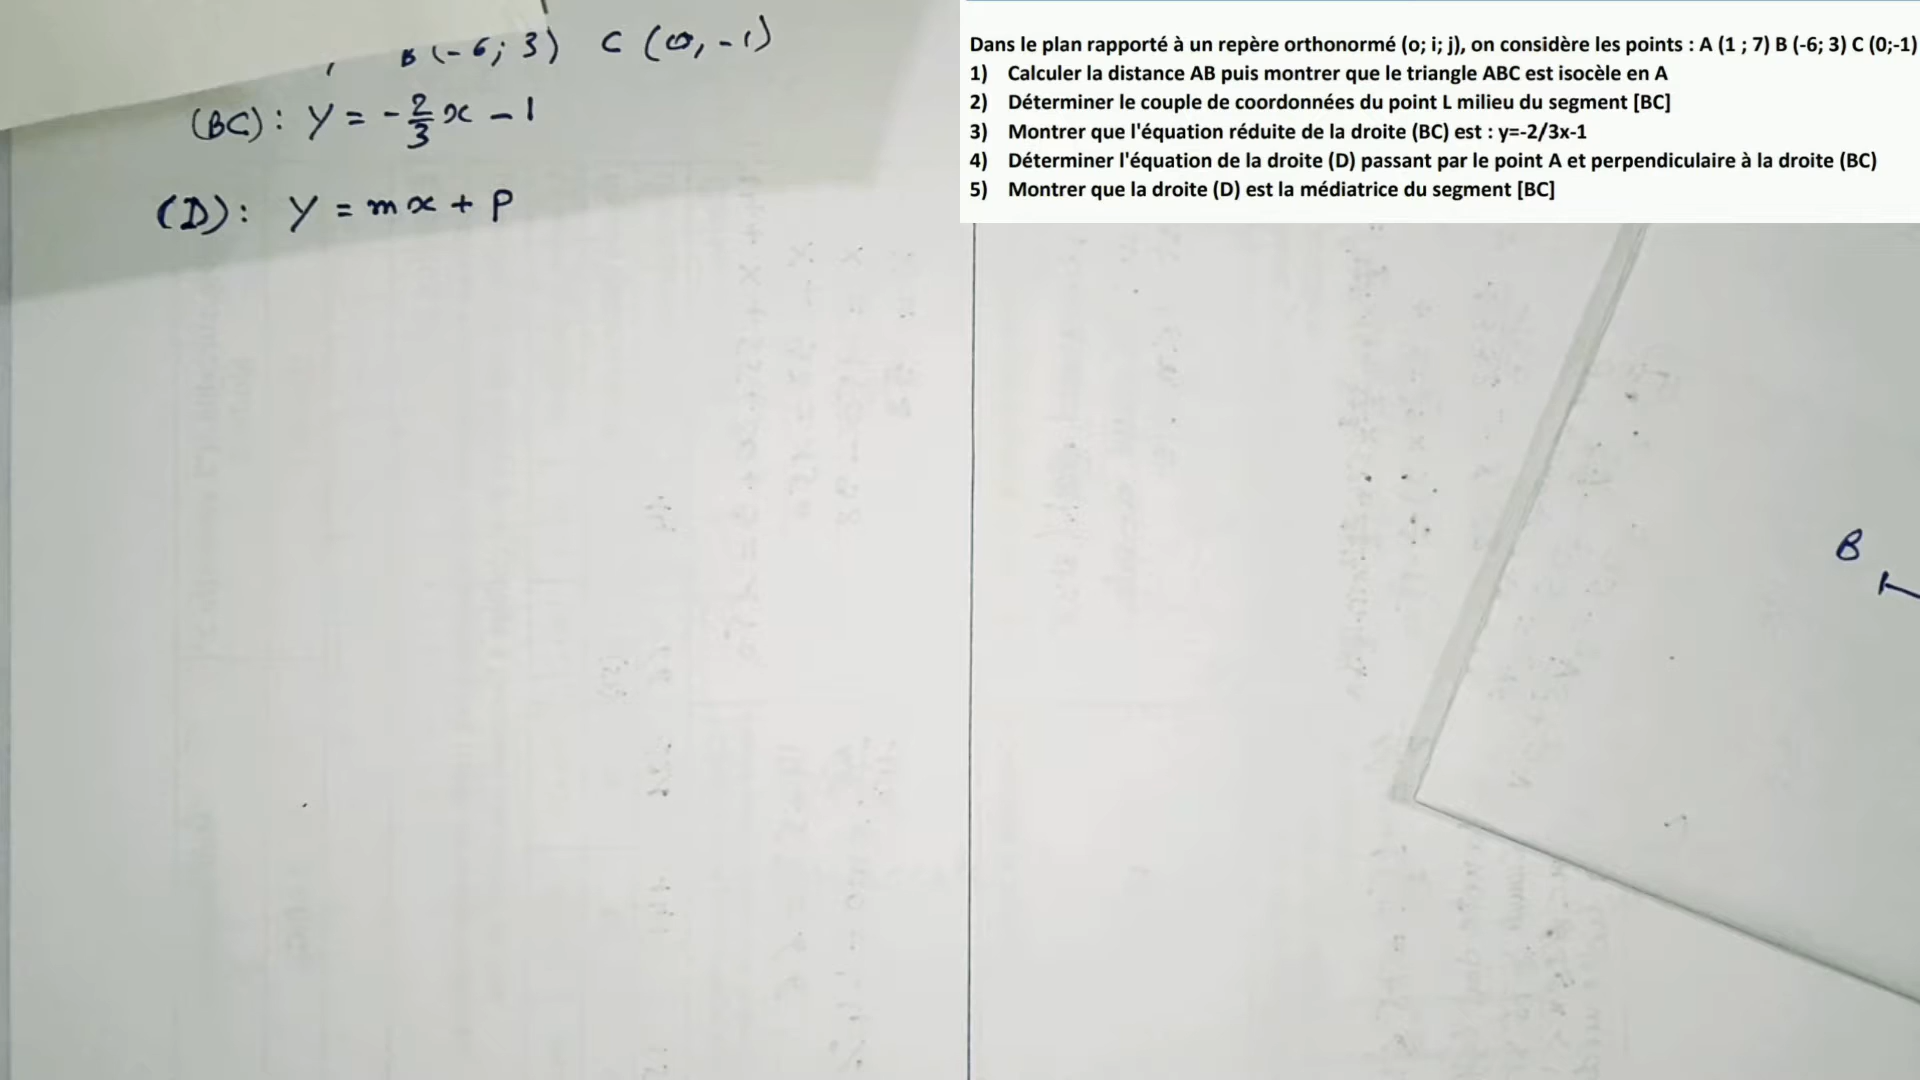 B (-6; 3) C (0, -1)
(BC): y = -2/3 x - 1
(D): y = mx + p
Dans le plan rapporté à un repère orthonormé (o; i; j), on considère les points : A (1 ; 7) B (-6; 3) C (0;-1)
1) Calculer la distance AB puis montrer que le triangle ABC est isocèle en A
2) Déterminer le couple de coordonnées du point L milieu du segment [BC]
3) Montrer que l'équation réduite de la droite (BC) est : y=-2/3x-1
4) Déterminer l'équation de la droite (D) passant par le point A et perpendiculaire à la droite (BC)
5) Montrer que la droite (D) est la médiatrice du segment [BC]
B